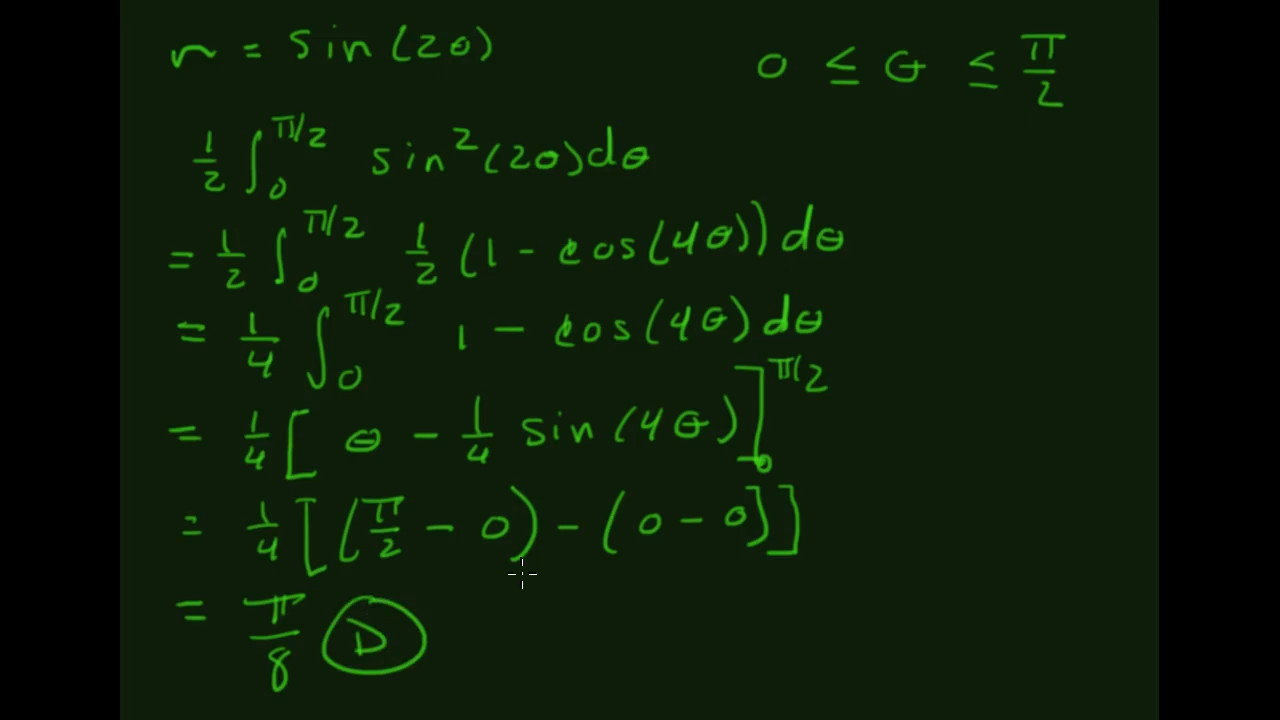 r = sin(2θ) 0 ≤ θ ≤ π/2
1/2 ∫₀^π/2 sin²(2θ)dθ
= 1/2 ∫₀^π/2 1/2 (1 - cos(4θ)) dθ
= 1/4 ∫₀^π/2 1 - cos(4θ) dθ
= 1/4 [ θ - 1/4 sin(4θ) ]₀^π/2
= 1/4 [ (π/2 - 0) - (0 - 0] ]
= π/8 D